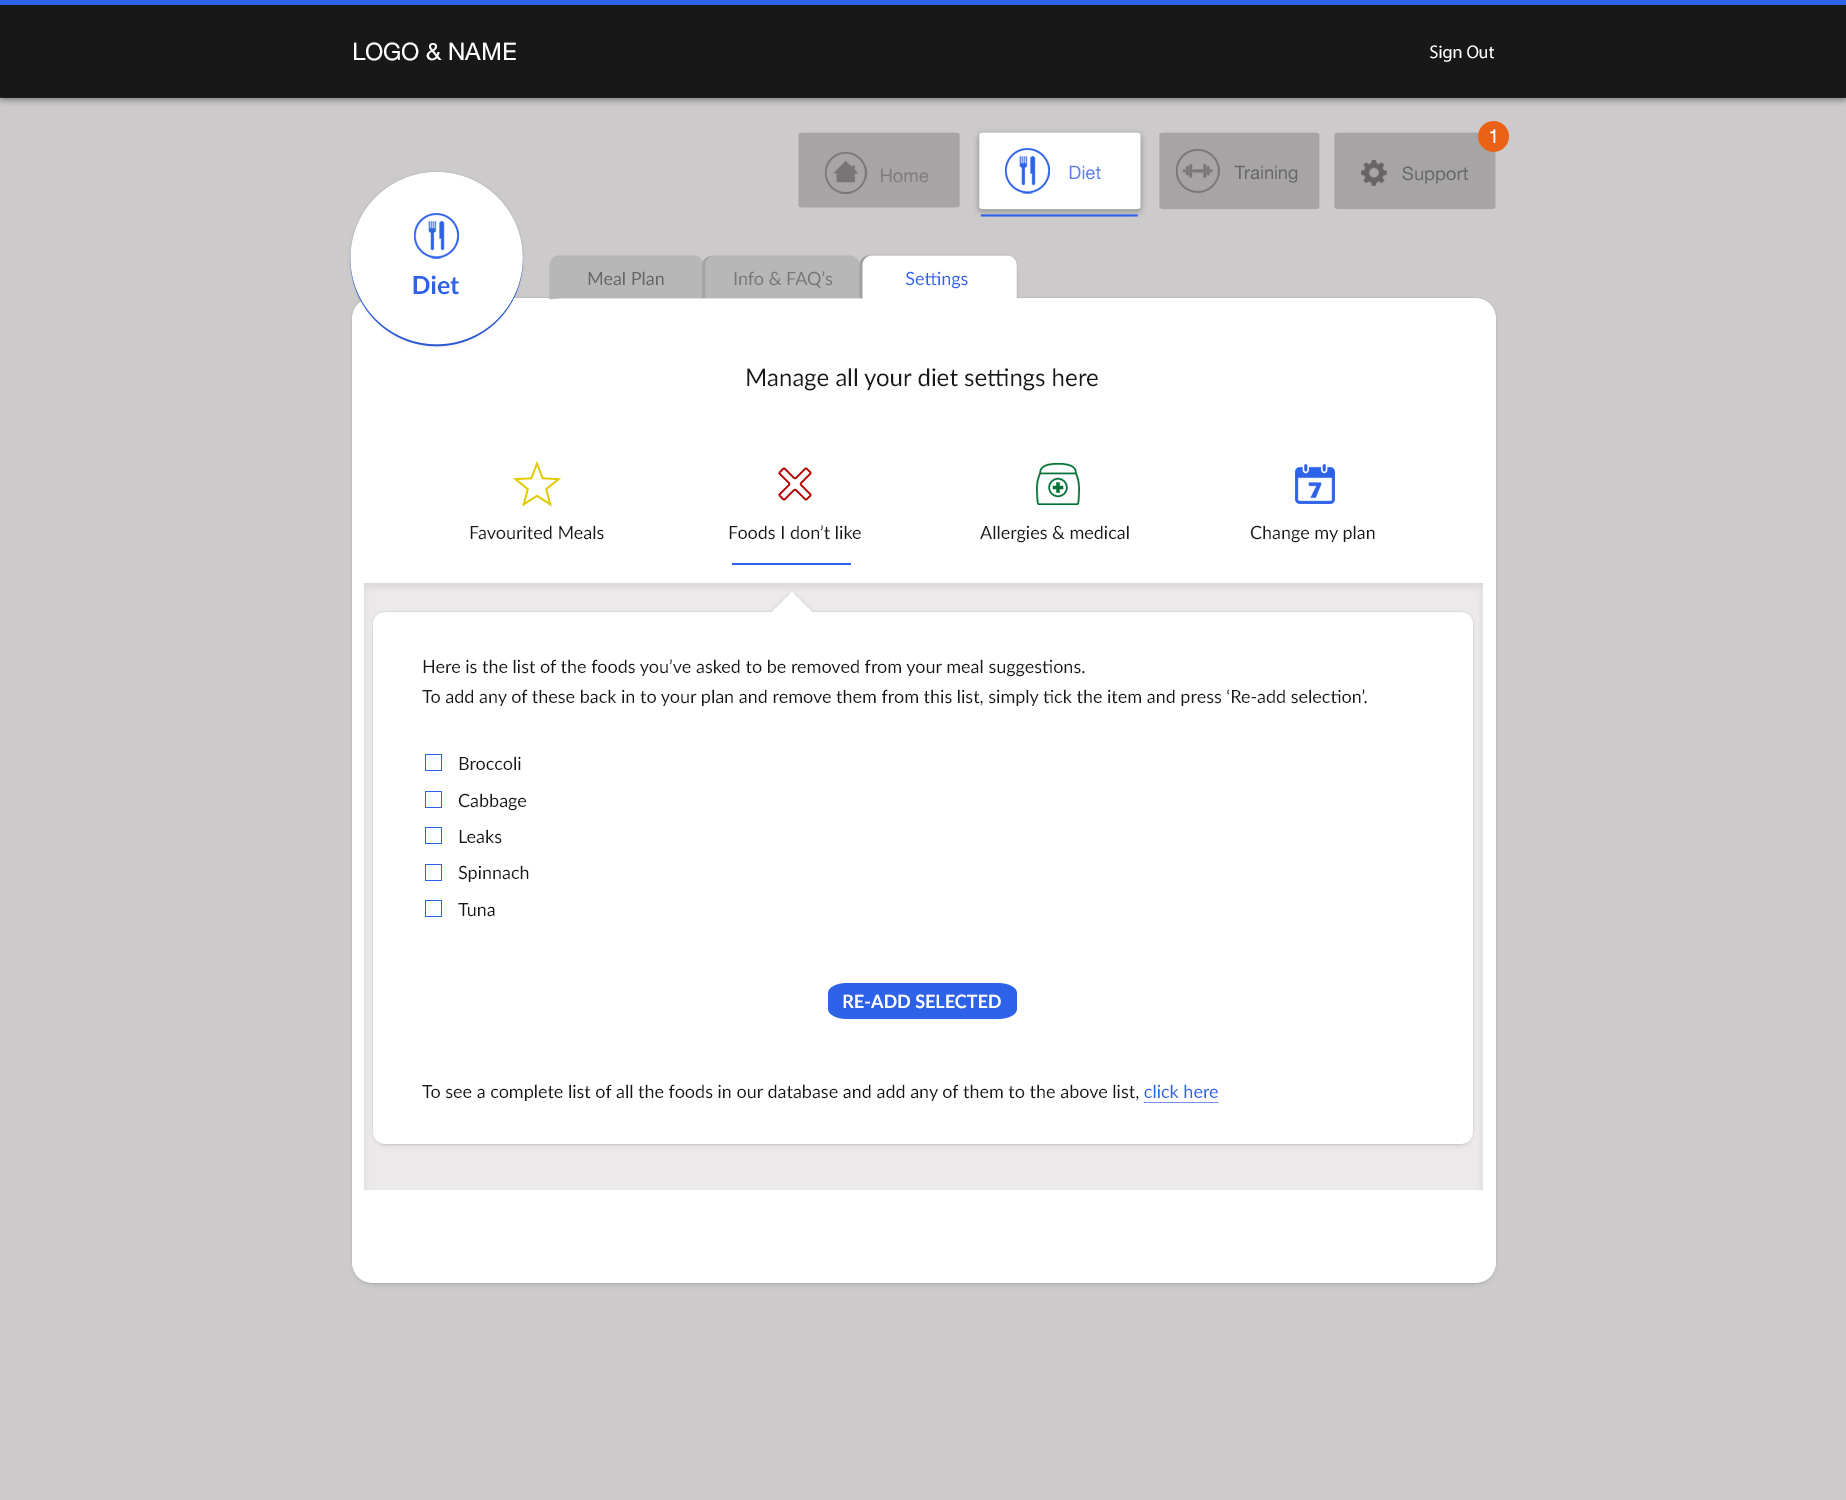 LOGO & NAME
Sign Out
1
Home
Diet
Training
Support
Diet
Meal Plan
Info & FAQ’s
Settings
Manage all your diet settings here
7
Favourited Meals
Foods I don’t like
Allergies & medical
Change my plan
Here is the list of the foods you’ve asked to be removed from your meal suggestions.
To add any of these back in to your plan and remove them from this list, simply tick the item and press ‘Re-add selection’.
Broccoli
Cabbage
Leaks
Spinnach
Tuna
RE-ADD SELECTED
To see a complete list of all the foods in our database and add any of them to the above list, click here